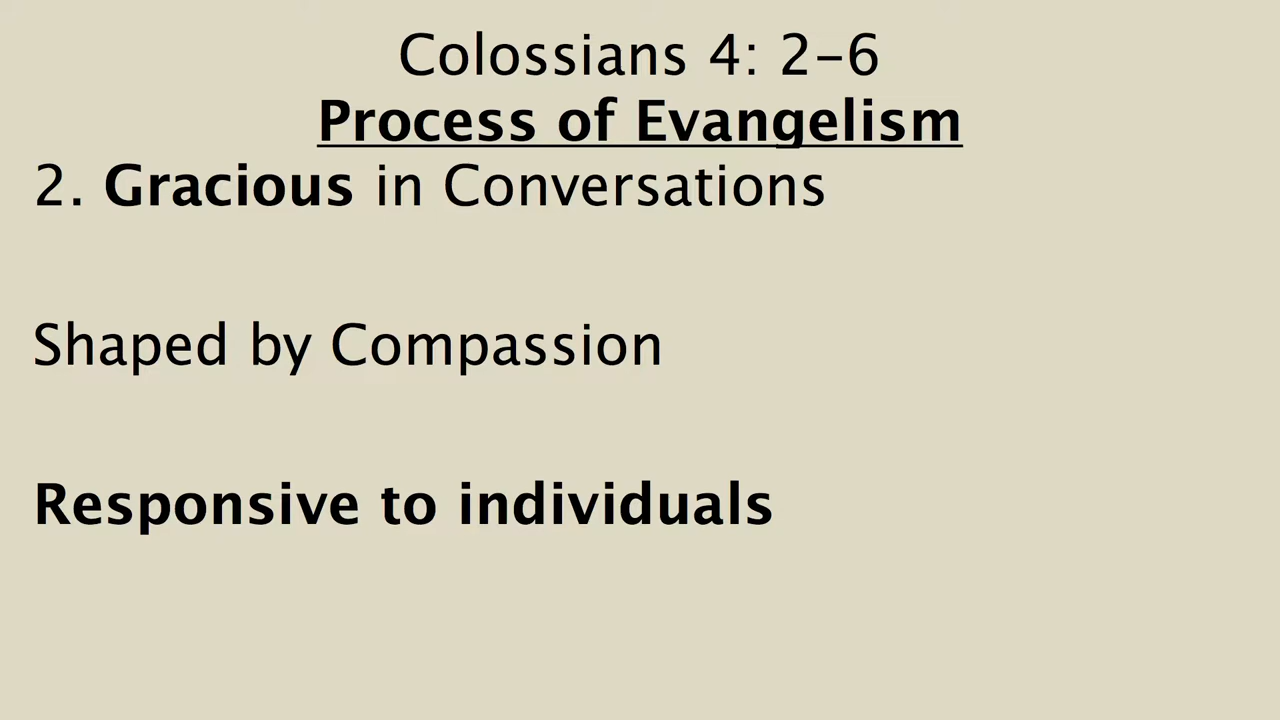 Colossians 4: 2-6
Process of Evangelism
2. Gracious in Conversations
Shaped by Compassion
Responsive to individuals